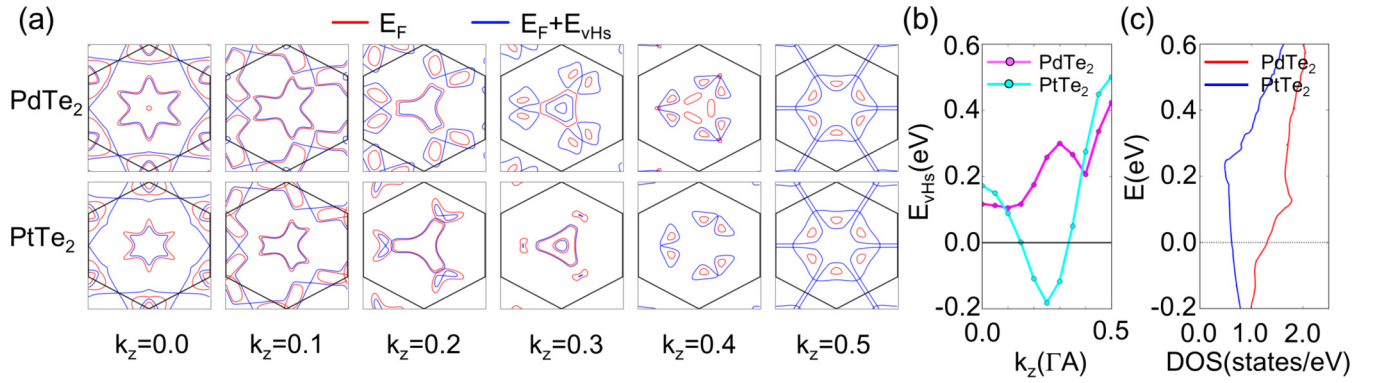 (a)
E_F
E_F+E_vHs
PdTe₂
PtTe₂
k_z=0.0
k_z=0.1
k_z=0.2
k_z=0.3
k_z=0.4
k_z=0.5
(b)
PdTe₂
PtTe₂
E_vHs(eV)
0.6
0.4
0.2
0.0
-0.2
0.0
0.5
k_z(ΓA)
(c)
PdTe₂
PtTe₂
E(eV)
0.6
0.4
0.2
0.0
-0.2
0.0
1.0
2.0
DOS(states/eV)